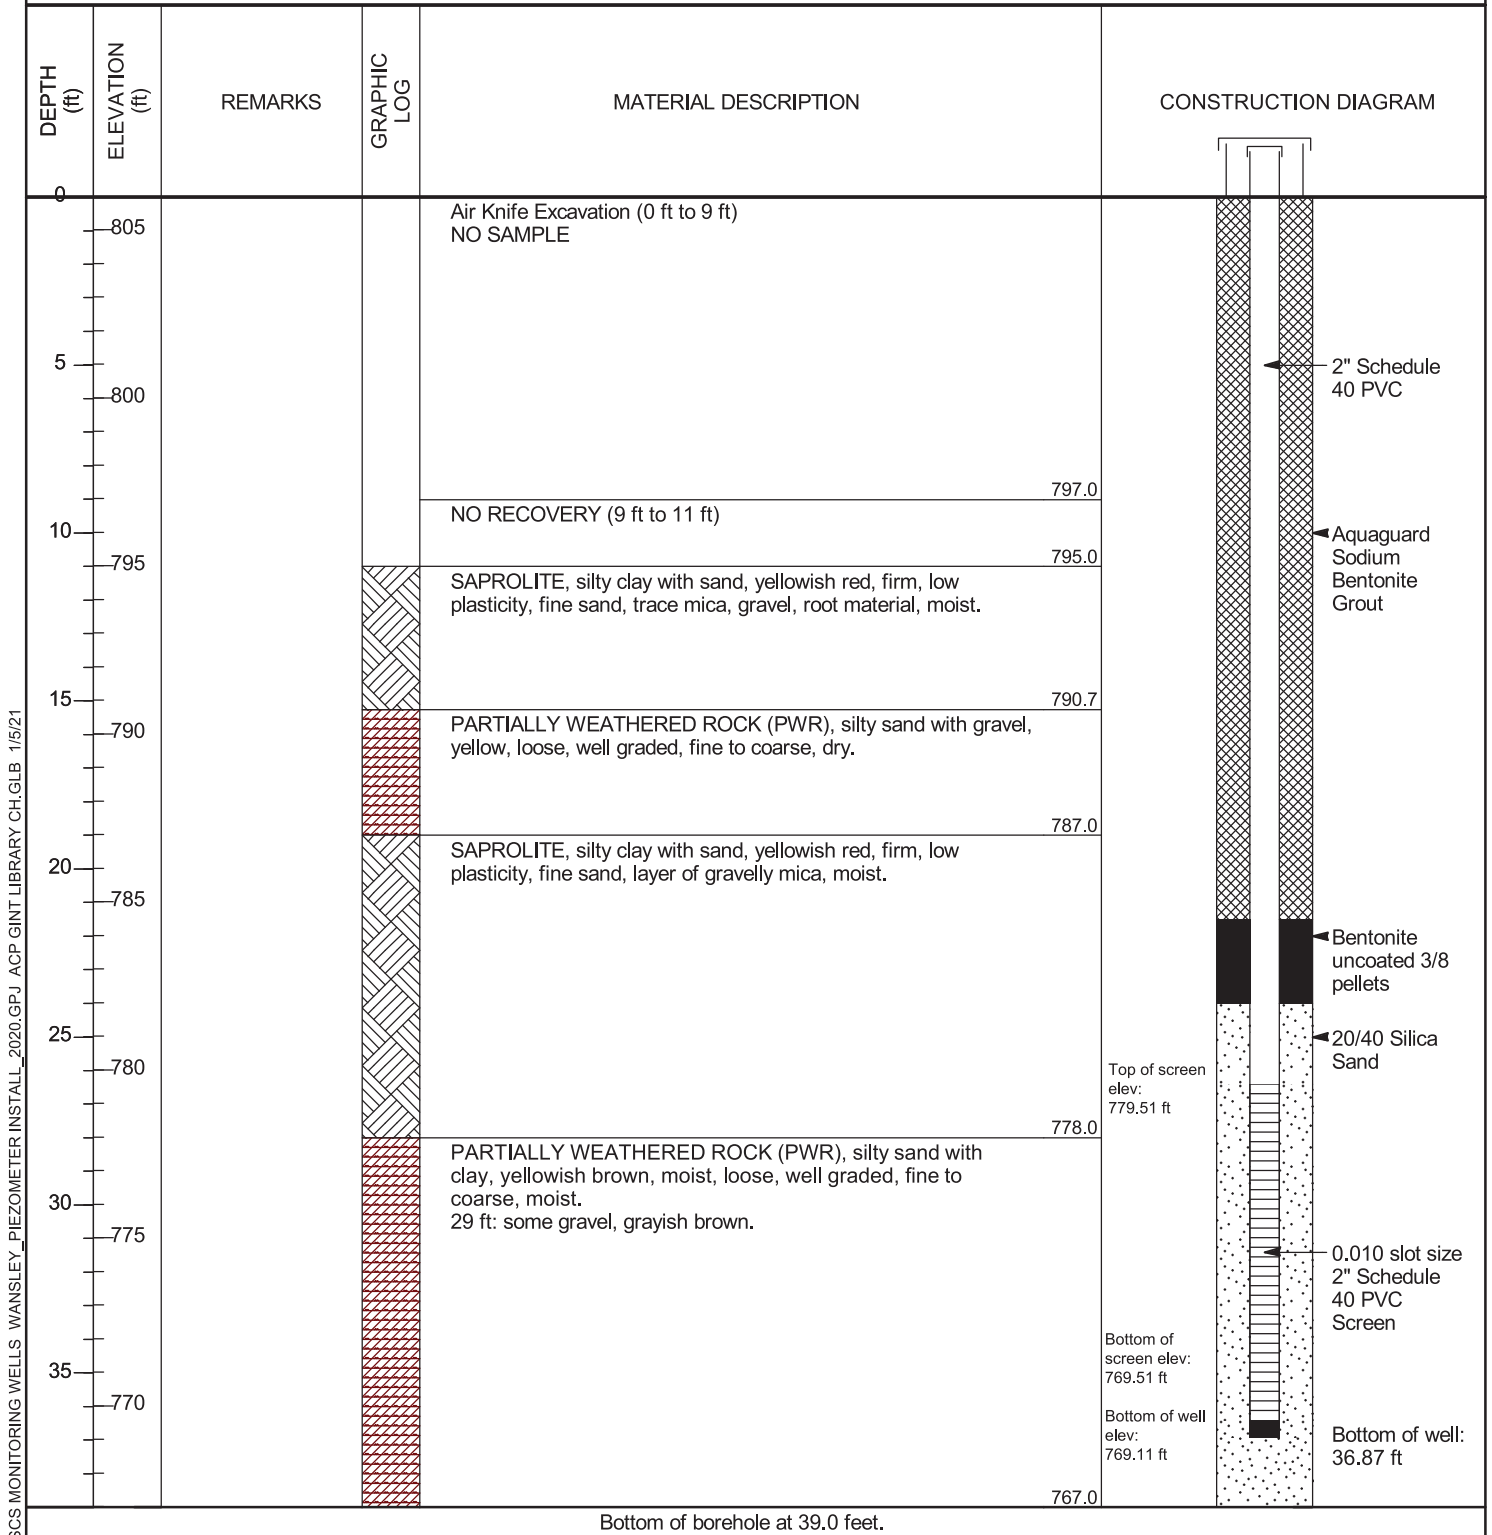 DEPTH
(ft)
ELEVATION
(ft)
REMARKS
GRAPHIC
LOG
MATERIAL DESCRIPTION
CONSTRUCTION DIAGRAM
0
805
5
800
10
795
15
790
20
785
25
780
30
775
35
770
Air Knife Excavation (0 ft to 9 ft)
NO SAMPLE
797.0
NO RECOVERY (9 ft to 11 ft)
795.0
SAPROLITE, silty clay with sand, yellowish red, firm, low
plasticity, fine sand, trace mica, gravel, root material, moist.
790.7
PARTIALLY WEATHERED ROCK (PWR), silty sand with gravel,
yellow, loose, well graded, fine to coarse, dry.
787.0
SAPROLITE, silty clay with sand, yellowish red, firm, low
plasticity, fine sand, layer of gravelly mica, moist.
778.0
PARTIALLY WEATHERED ROCK (PWR), silty sand with
clay, yellowish brown, moist, loose, well graded, fine to
coarse, moist.
29 ft: some gravel, grayish brown.
767.0
Top of screen
elev:
779.51 ft
Bottom of
screen elev:
769.51 ft
Bottom of well
elev:
769.11 ft
2" Schedule
40 PVC
Aquaguard
Sodium
Bentonite
Grout
Bentonite
uncoated 3/8
pellets
20/40 Silica
Sand
0.010 slot size
2" Schedule
40 PVC
Screen
Bottom of well:
36.87 ft
Bottom of borehole at 39.0 feet.
SCS MONITORING WELLS WANSLEY_PIEZOMETER INSTALL_2020.GPJ ACP GINT LIBRARY CH.GLB 1/5/21